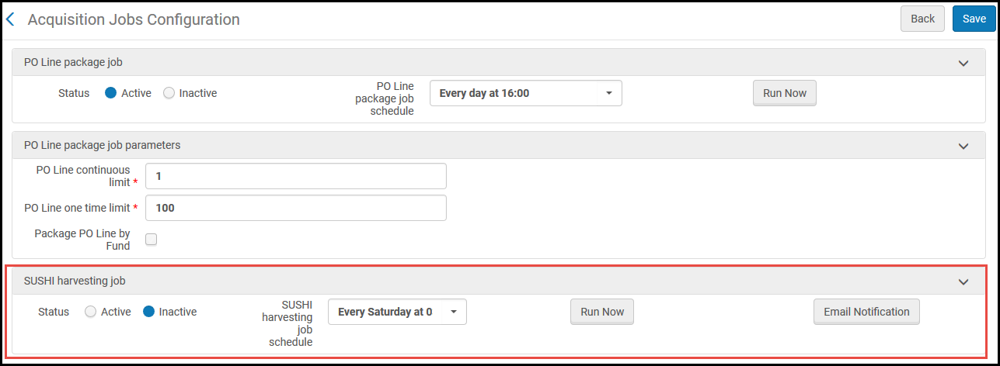 Acquisition Jobs Configuration
Back
Save
PO Line package job
Status
Active
Inactive
PO Line
package job
schedule
Every day at 16:00
Run Now
PO Line package job parameters
PO Line continuous
limit *
1
PO Line one time limit *
100
Package PO Line by
Fund
SUSHI harvesting job
Status
Active
Inactive
SUSHI
harvesting
job
schedule
Every Saturday at 0
Run Now
Email Notification